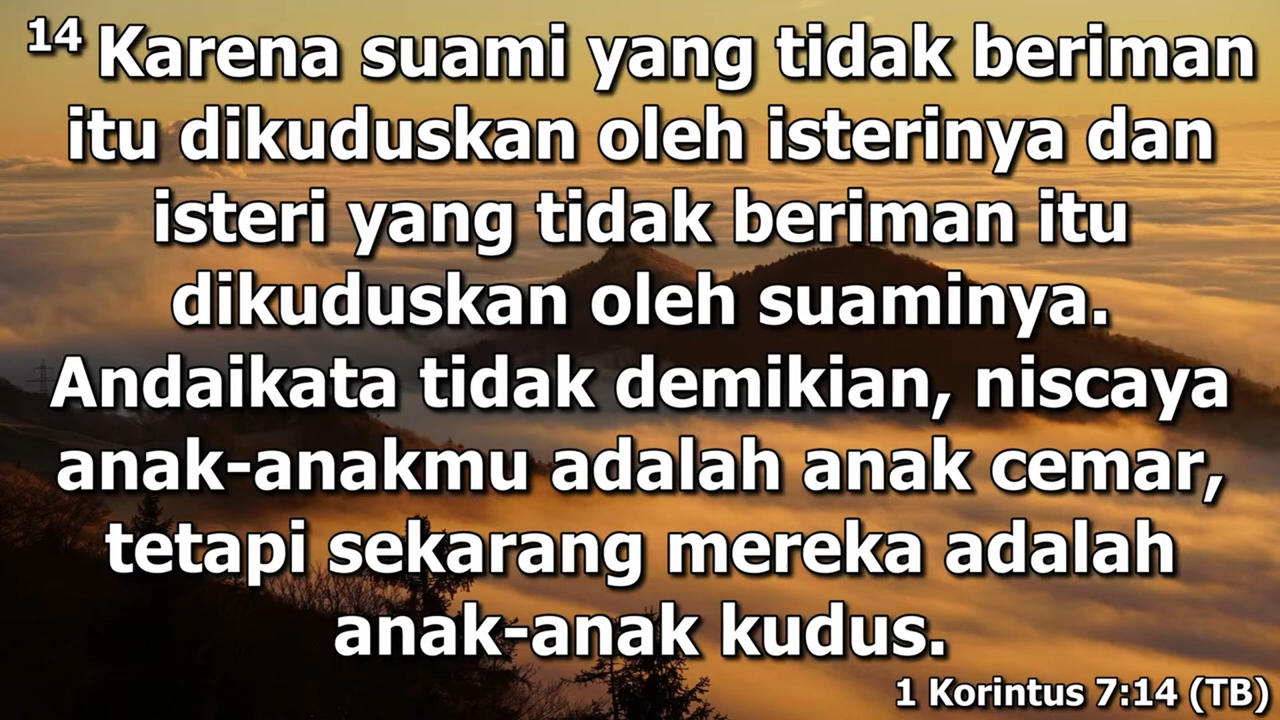 14 Karena suami yang tidak beriman
itu dikuduskan oleh isterinya dan
isteri yang tidak beriman itu
dikuduskan oleh suaminya.
Andaikata tidak demikian, niscaya
anak-anakmu adalah anak cemar,
tetapi sekarang mereka adalah
anak-anak kudus.
1 Korintus 7:14 (TB)